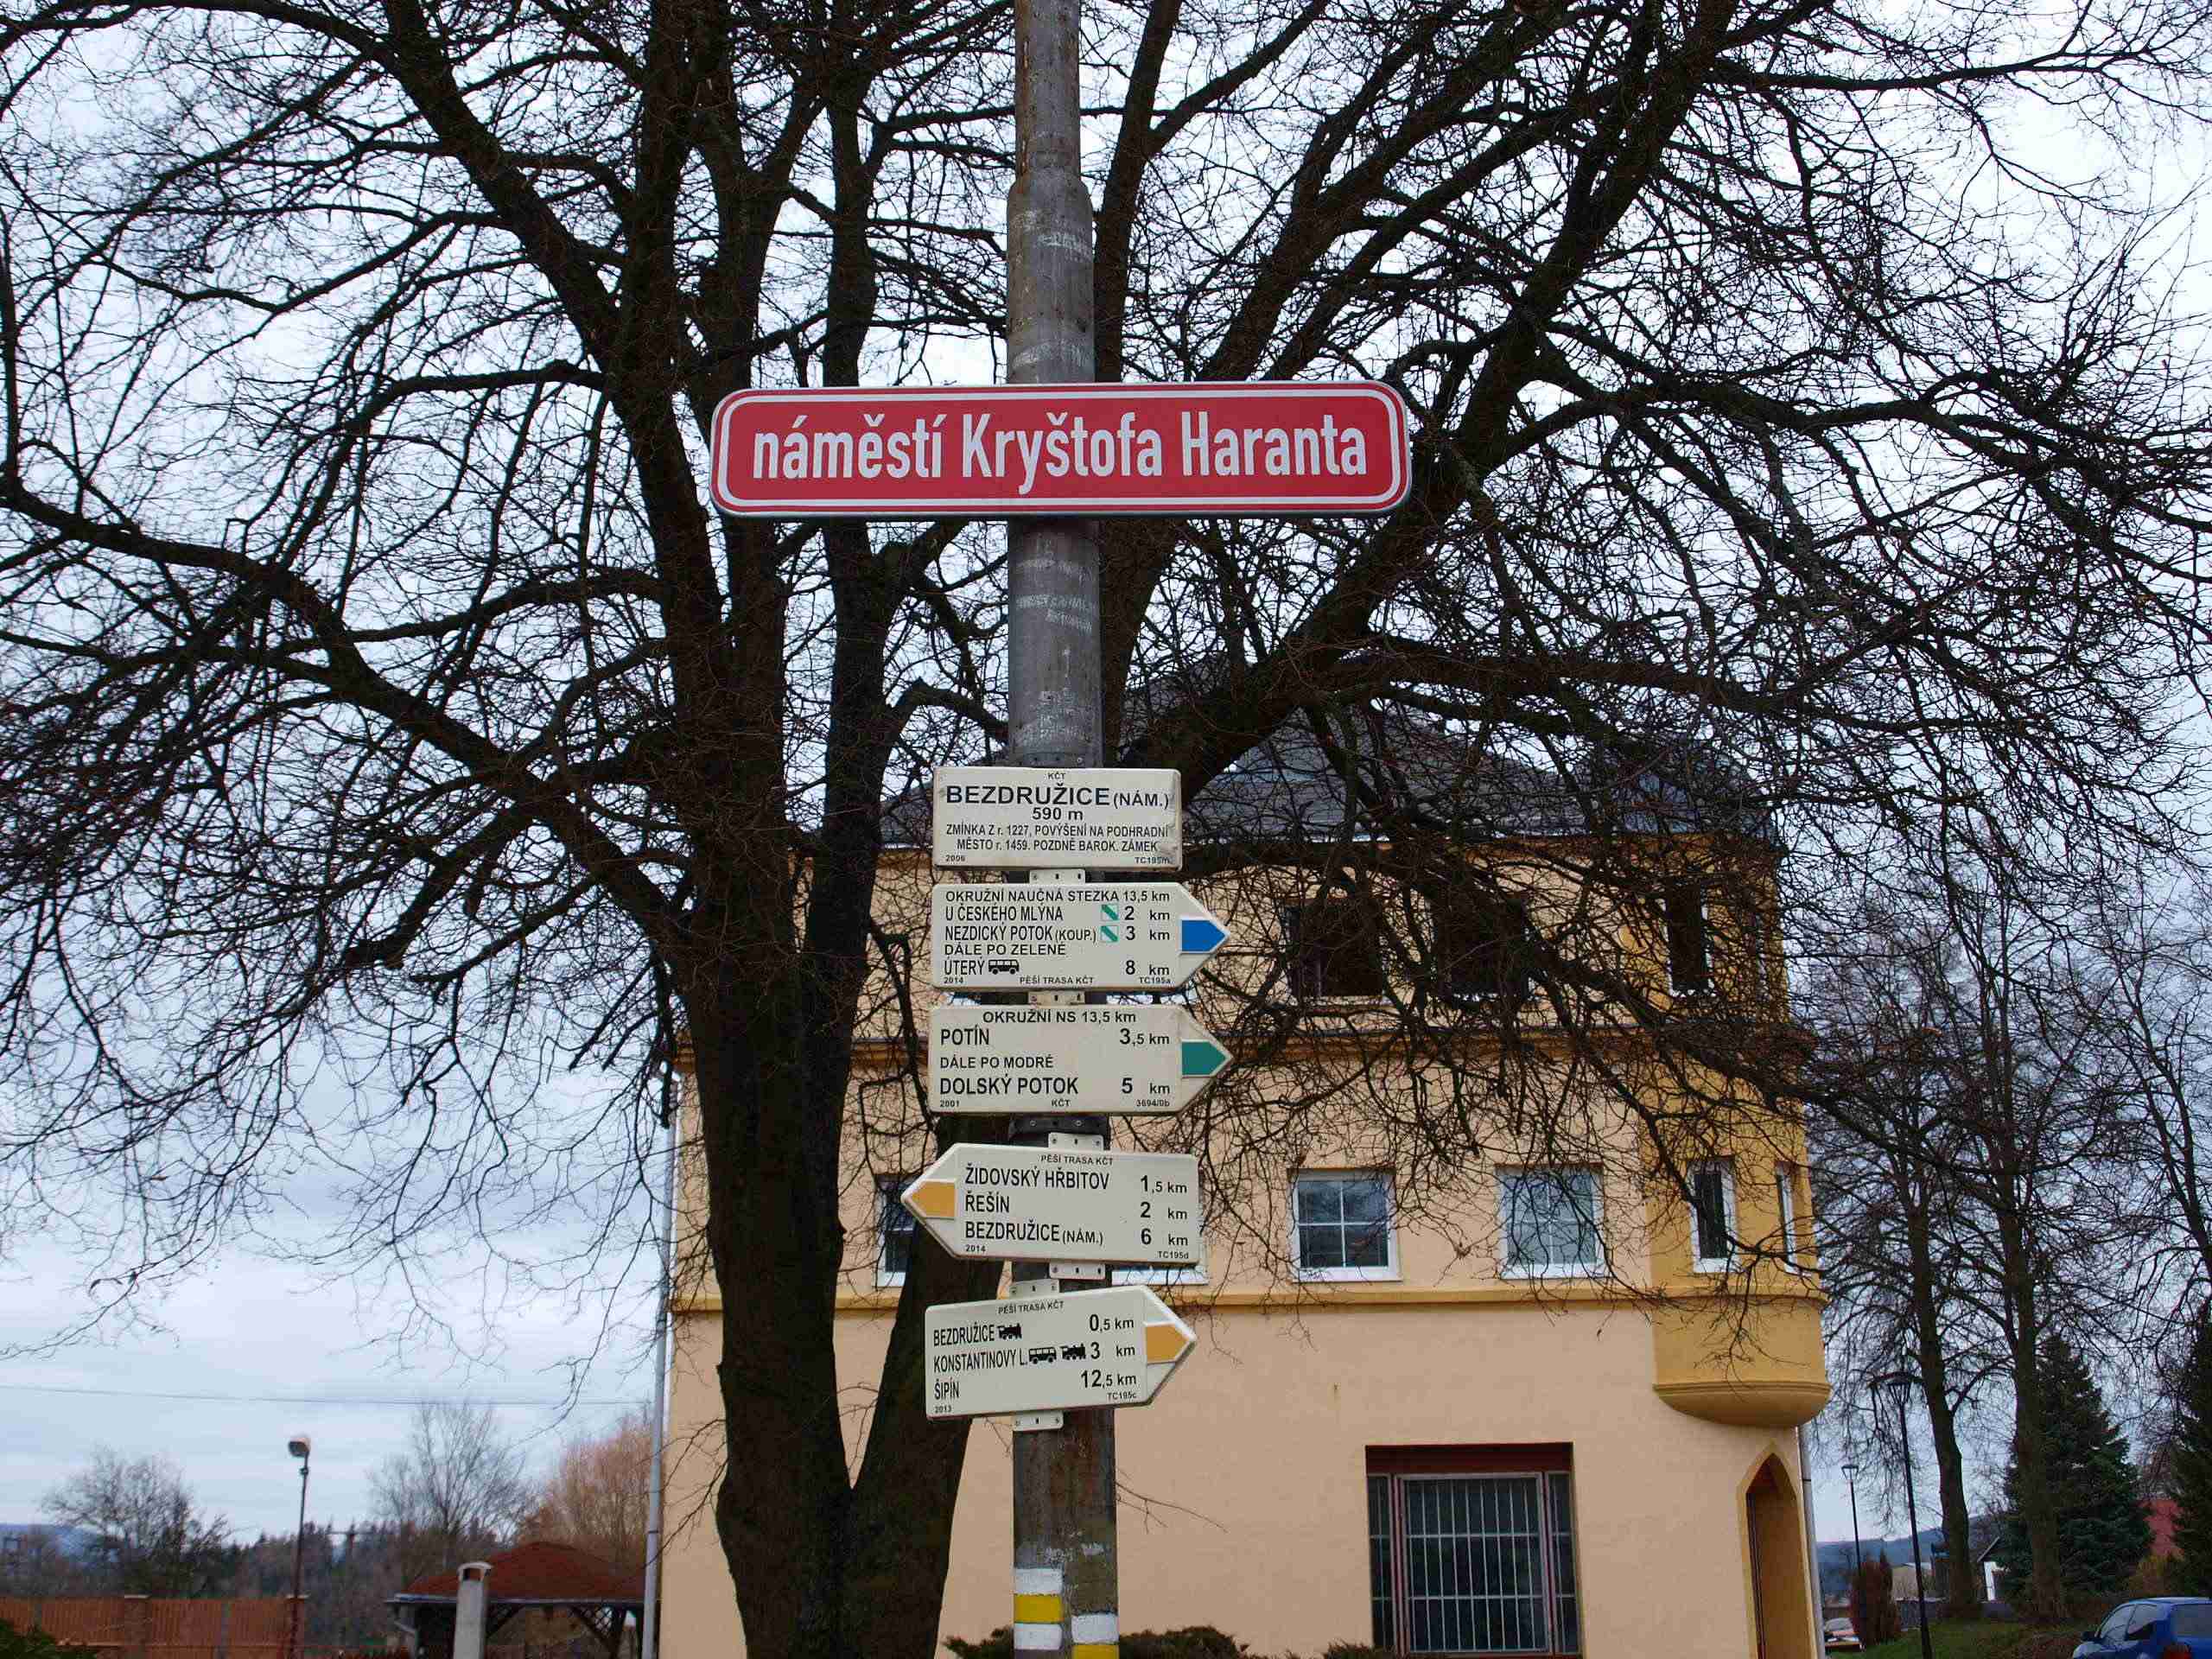 náměstí Kryštofa Haranta
KČT
BEZDRUŽICE (NÁM.)
590 m
ZMÍNKA Z r. 1227, POVÝŠENÍ NA PODHRADNÍ
MĚSTO r. 1459. POZDNĚ BAROK. ZÁMEK
2006 TC195m
OKRUŽNÍ NAUČNÁ STEZKA 13,5 km
U ČESKÉHO MLÝNA 2 km
NEZDICKÝ POTOK (KOUP.) 3 km
DÁLE PO ZELENÉ
ÚTERÝ 8 km
2014 PĚŠÍ TRASA KČT TC195a
OKRUŽNÍ NS 13,5 km
POTÍN 3,5 km
DÁLE PO MODRÉ
DOLSKÝ POTOK 5 km
2001 KČT 3694/0b
PĚŠÍ TRASA KČT
ŽIDOVSKÝ HŘBITOV 1,5 km
ŘEŠÍN 2 km
BEZDRUŽICE (NÁM.) 6 km
2014 TC195d
PĚŠÍ TRASA KČT
BEZDRUŽICE 0,5 km
KONSTANTINOVY L. 3 km
ŠIPÍN 12,5 km
2013 TC195c